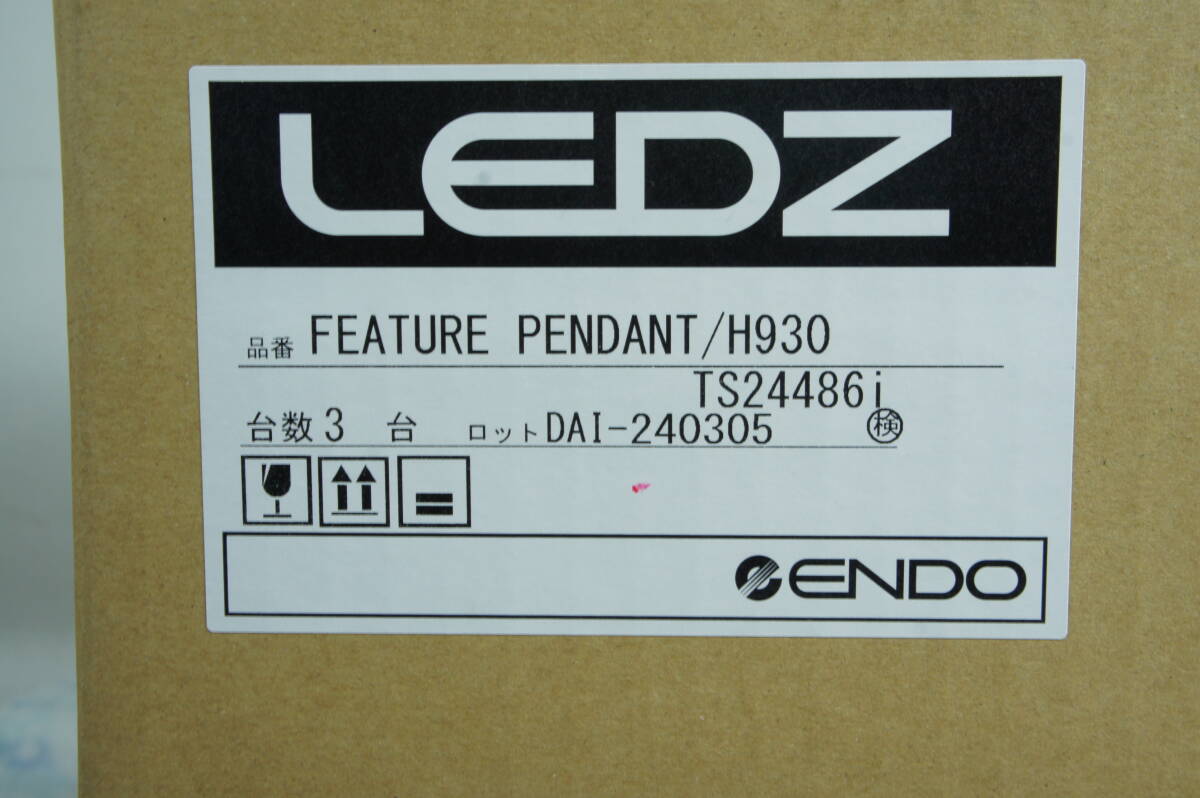 LEDZ
品番 FEATURE PENDANT/H930
TS24486i
台数 3 台 ロット DAI-240305 検
ENDO